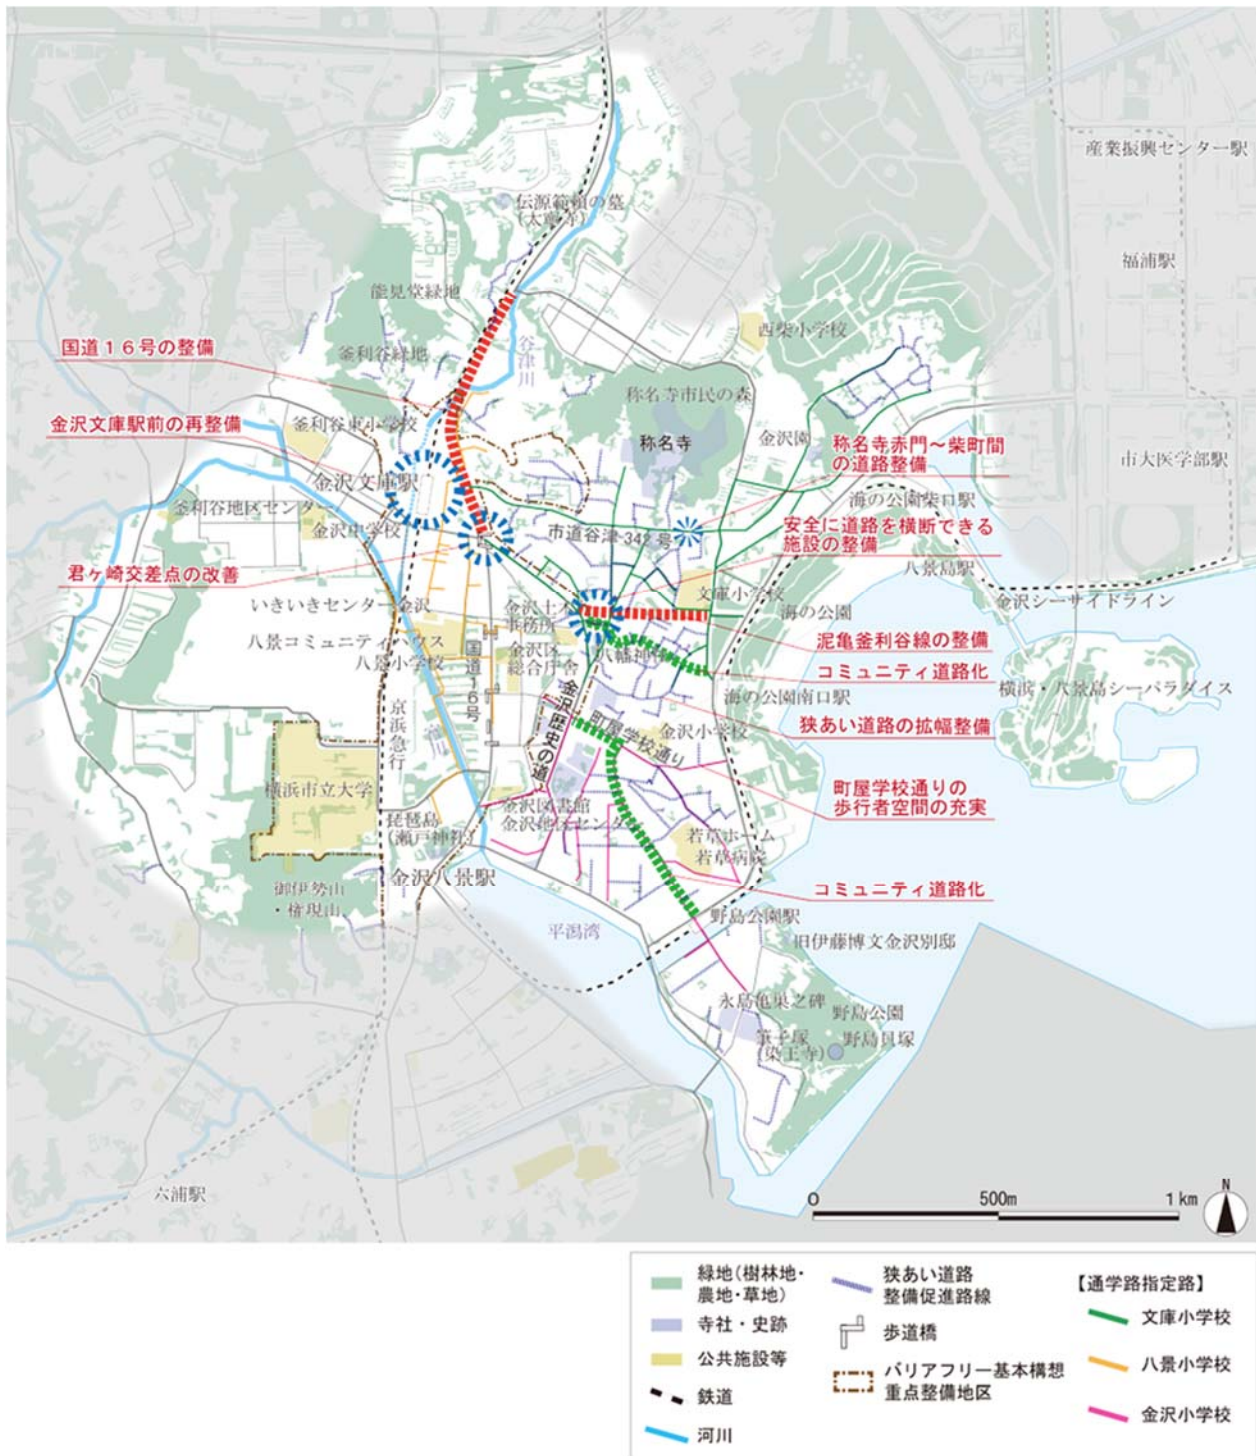 産業振興センター駅
伝源範頼の墓
(太寧寺)
福浦駅
能見堂緑地
西柴小学校
国道16号の整備
谷津川
釜利谷緑地
称名寺市民の森
金沢文庫駅前の再整備
釜利谷東小学校
称名寺
金沢園
称名寺赤門～柴町間
の道路整備
市大医学部駅
金沢文庫駅
海の公園柴口駅
釜利谷地区センター
金沢中学校
市道谷津342号
安全に道路を横断できる
施設の整備
八景島駅
君ヶ崎交差点の改善
文庫小学校
いきいきセンター金沢
金沢土木
事務所
海の公園
金沢シーサイドライン
泥亀釜利谷線の整備
八景コミュニティハウス
八景小学校
国道16号
金沢区
総合庁舎
八幡神社
コミュニティ道路化
海の公園南口駅
横浜・八景島シーパラダイス
京浜急行
金沢歴史の道
町屋学校通り
金沢小学校
狭あい道路の拡幅整備
横浜市立大学
町屋学校通りの
歩行者空間の充実
琵琶島
(瀬戸神社)
金沢図書館
金沢地区センター
若草ホーム
若草病院
金沢八景駅
コミュニティ道路化
御伊勢山
・権現山
野島公園駅
平潟湾
旧伊藤博文金沢別邸
永島亀巣之碑
野島公園
筆子塚
(染王寺)
野島貝塚
六浦駅
0 500m 1km
N
緑地(樹林地・
農地・草地)
寺社・史跡
公共施設等
鉄道
河川
狭あい道路
整備促進路線
歩道橋
バリアフリー基本構想
重点整備地区
【通学路指定路】
文庫小学校
八景小学校
金沢小学校